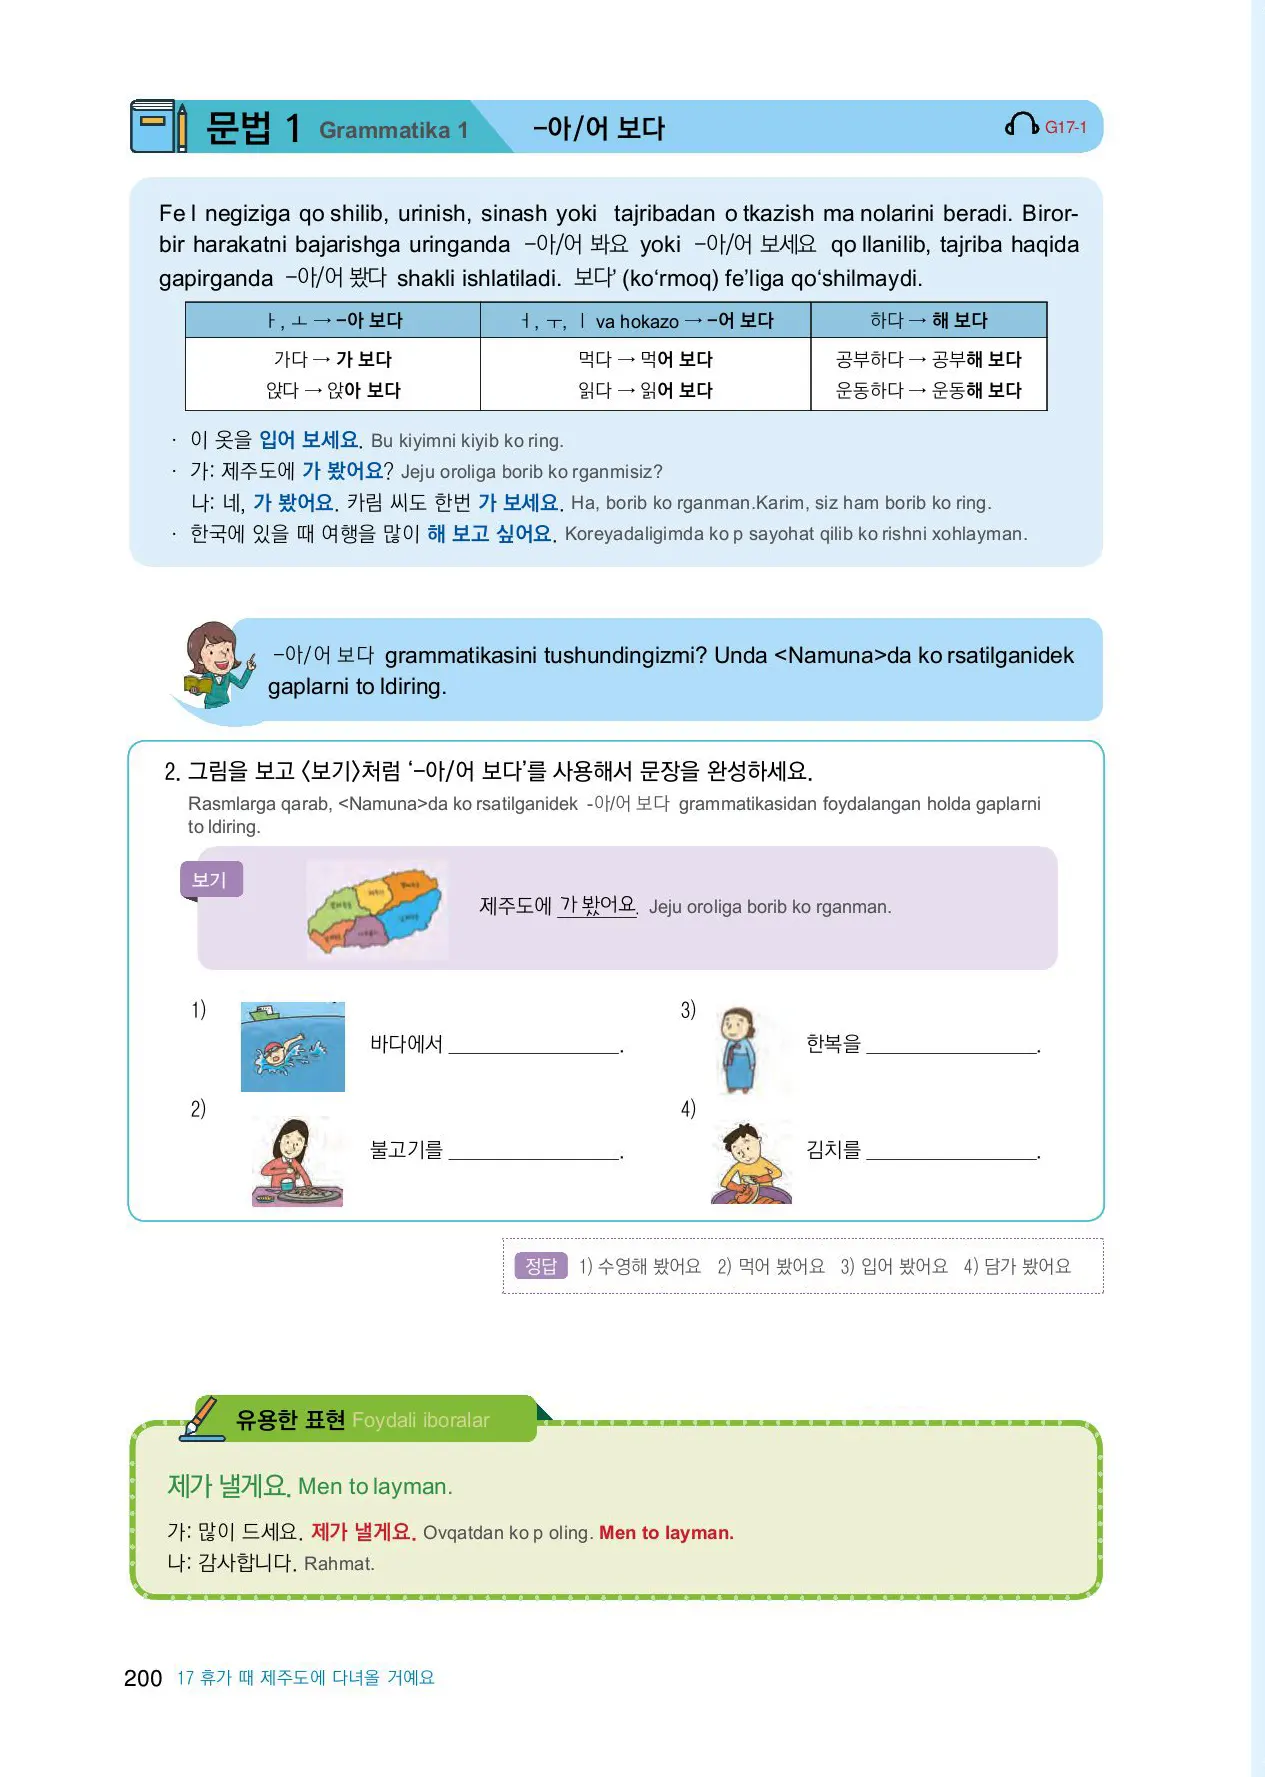 문법 1 Grammatika 1 -아/어 보다 G17-1
Fe l negiziga qo shilib, urinish, sinash yoki tajribadan o tkazish ma nolarini beradi. Biror-
bir harakatni bajarishga uringanda -아/어 봐요 yoki -아/어 보세요 qo llanilib, tajriba haqida
gapirganda -아/어 봤다 shakli ishlatiladi. 보다’ (ko‘rmoq) fe’liga qo‘shilmaydi.
ㅏ, ㅗ → -아 보다 ㅓ, ㅜ, ㅣ va hokazo → -어 보다 하다 → 해 보다
가다 → 가 보다 먹다 → 먹어 보다 공부하다 → 공부해 보다
앉다 → 앉아 보다 읽다 → 읽어 보다 운동하다 → 운동해 보다
· 이 옷을 입어 보세요. Bu kiyimni kiyib ko ring.
· 가: 제주도에 가 봤어요? Jeju oroliga borib ko rganmisiz?
나: 네, 가 봤어요. 카림 씨도 한번 가 보세요. Ha, borib ko rganman.Karim, siz ham borib ko ring.
· 한국에 있을 때 여행을 많이 해 보고 싶어요. Koreyadaligimda ko p sayohat qilib ko rishni xohlayman.
-아/어 보다 grammatikasini tushundingizmi? Unda <Namuna>da ko rsatilganidek
gaplarni to ldiring.
2. 그림을 보고 <보기>처럼 ‘-아/어 보다’를 사용해서 문장을 완성하세요.
Rasmlarga qarab, <Namuna>da ko rsatilganidek -아/어 보다 grammatikasidan foydalangan holda gaplarni
to ldiring.
보기
제주도에 가 봤어요. Jeju oroliga borib ko rganman.
1) 바다에서 ________________.
3) 한복을 ________________.
2) 불고기를 ________________.
4) 김치를 ________________.
정답 1) 수영해 봤어요 2) 먹어 봤어요 3) 입어 봤어요 4) 담가 봤어요
유용한 표현 Foydali iboralar
제가 낼게요. Men to layman.
가: 많이 드세요. 제가 낼게요. Ovqatdan ko p oling. Men to layman.
나: 감사합니다. Rahmat.
200 17 휴가 때 제주도에 다녀올 거예요